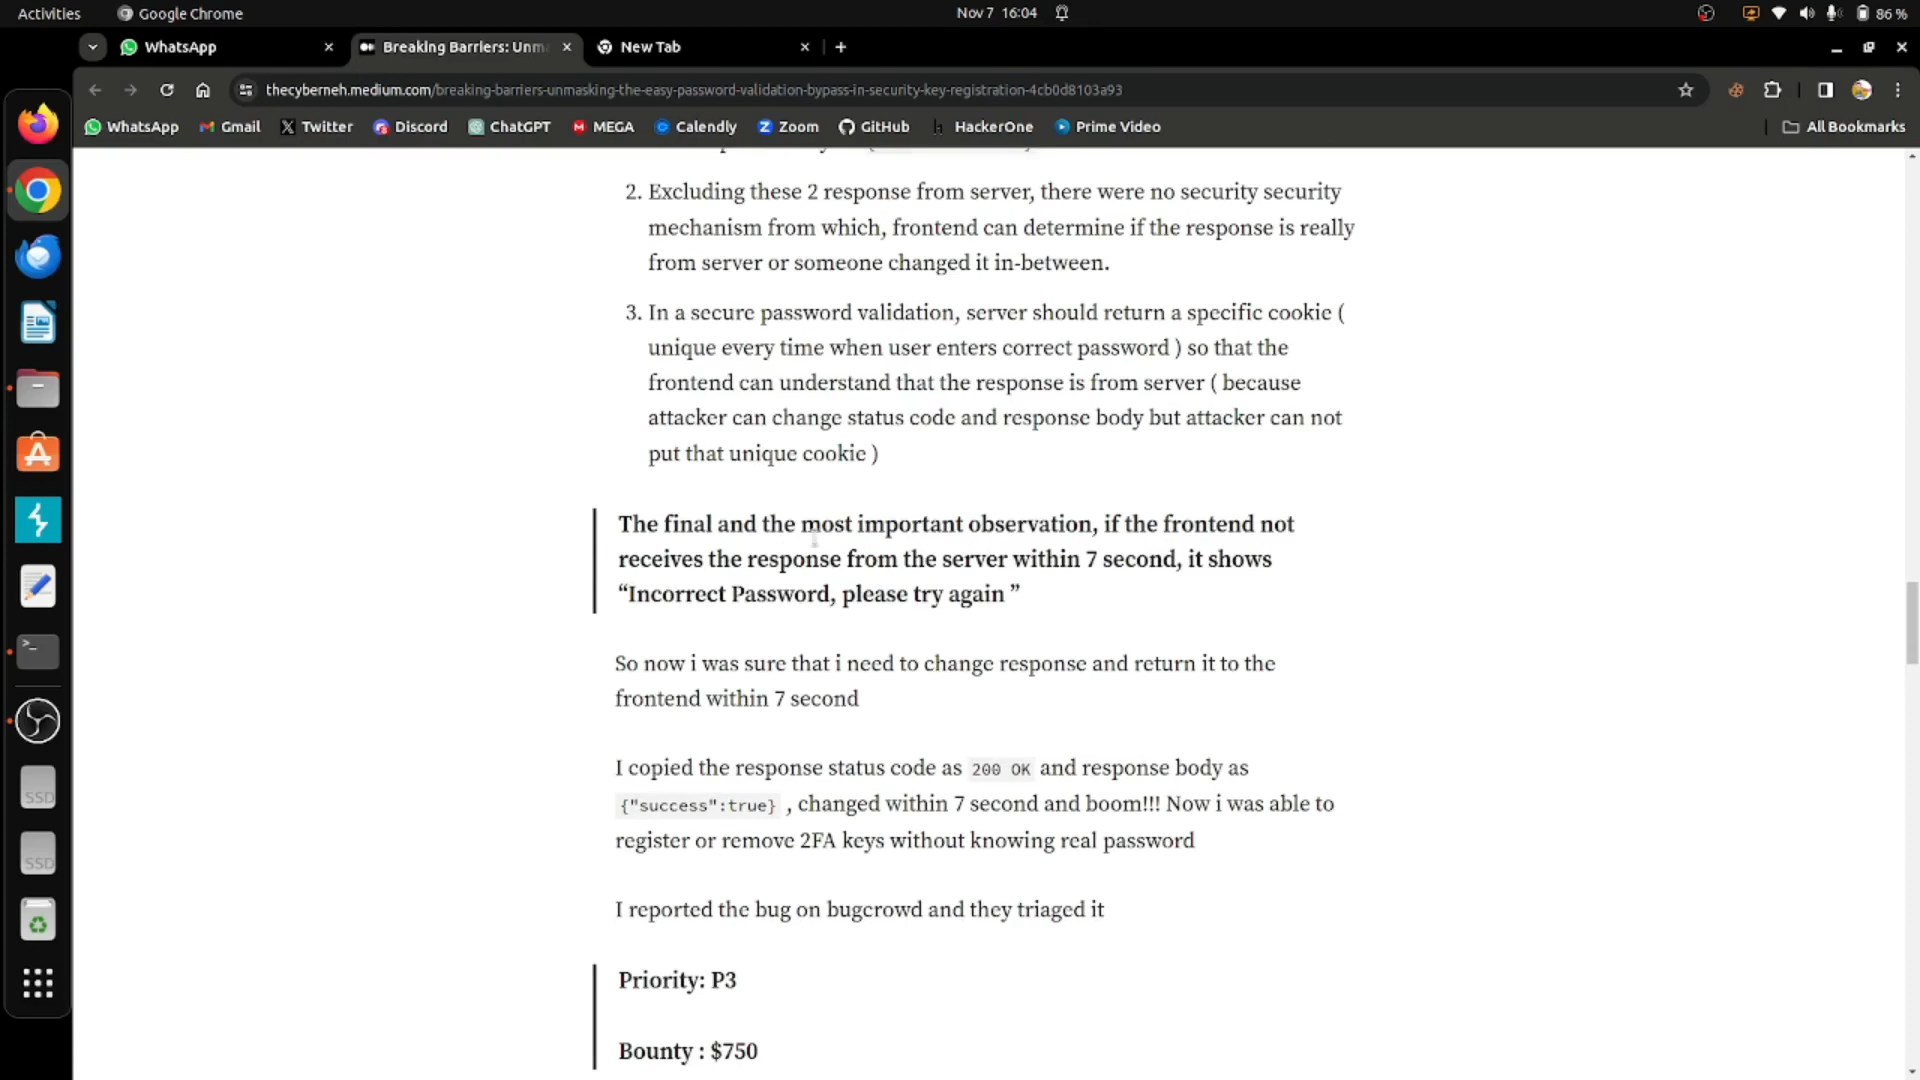 Activities
Google Chrome
Nov 7 16:04
86 %
WhatsApp
Breaking Barriers: Unm
New Tab
thecyberneh.medium.com/breaking-barriers-unmasking-the-easy-password-validation-bypass-in-security-key-registration-4cb0d8103a93
WhatsApp
Gmail
Twitter
Discord
ChatGPT
MEGA
Calendly
Zoom
GitHub
HackerOne
Prime Video
All Bookmarks
2. Excluding these 2 response from server, there were no security security
mechanism from which, frontend can determine if the response is really
from server or someone changed it in-between.
3. In a secure password validation, server should return a specific cookie (
unique every time when user enters correct password ) so that the
frontend can understand that the response is from server ( because
attacker can change status code and response body but attacker can not
put that unique cookie )
The final and the most important observation, if the frontend not
receives the response from the server within 7 second, it shows
“Incorrect Password, please try again ”
So now i was sure that i need to change response and return it to the
frontend within 7 second
I copied the response status code as 200 OK and response body as
{"success":true} , changed within 7 second and boom!!! Now i was able to
register or remove 2FA keys without knowing real password
I reported the bug on bugcrowd and they triaged it
Priority: P3
Bounty : $750
SSD
SSD